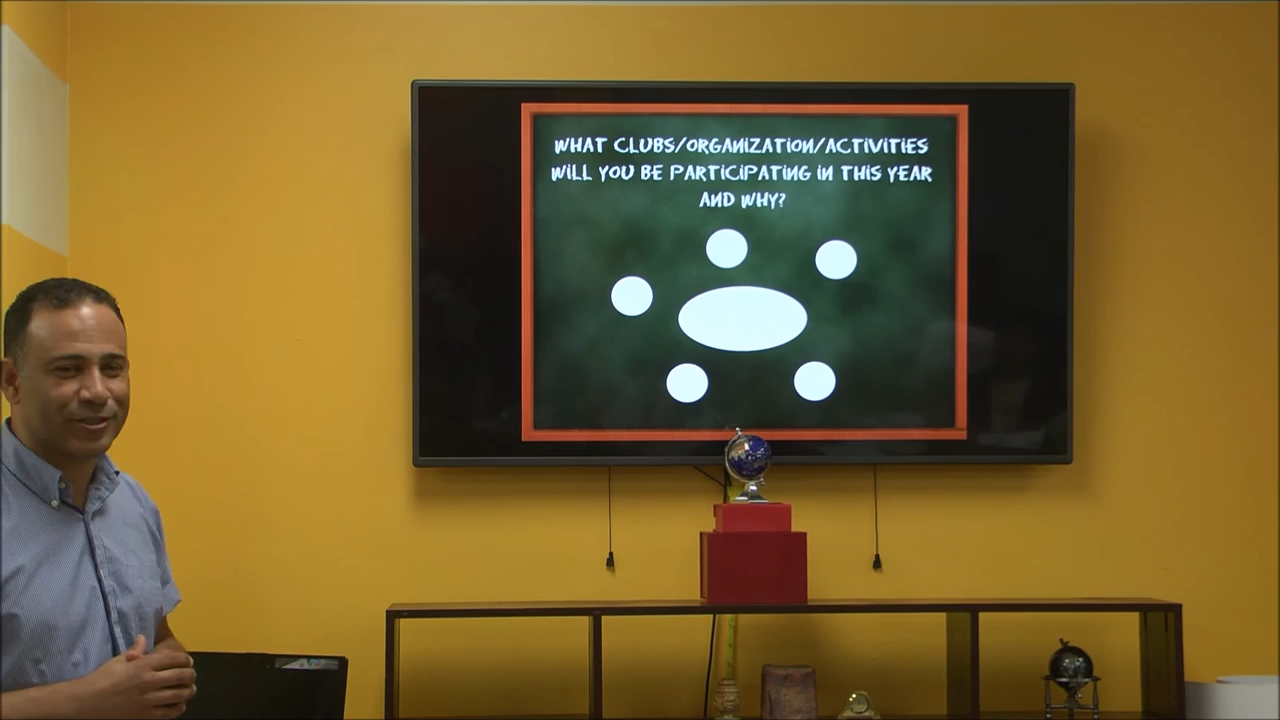 WHAT CLUBS/ORGANIZATION/ACTIVITIES
WILL YOU BE PARTICIPATING IN THIS YEAR
AND WHY?